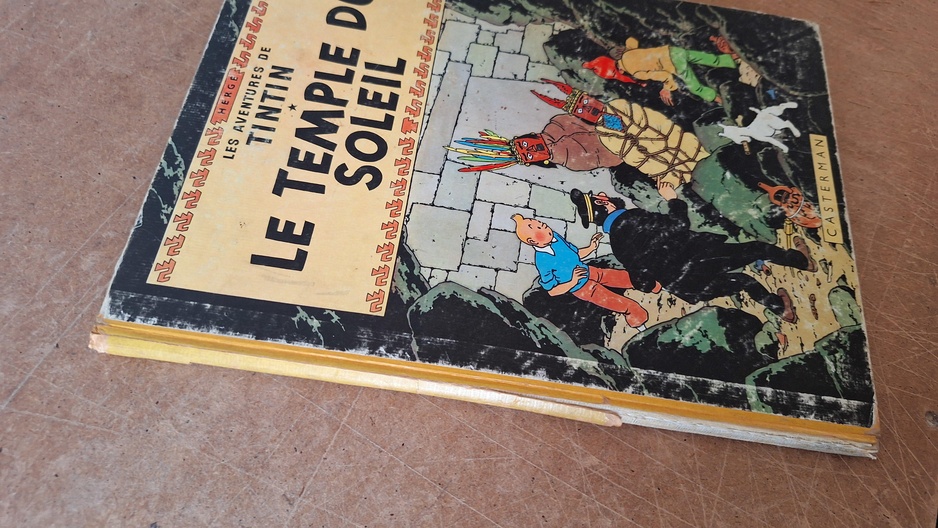 HERGÉ
LES AVENTURES DE
TINTIN
LE TEMPLE DU
SOLEIL
CASTERMAN